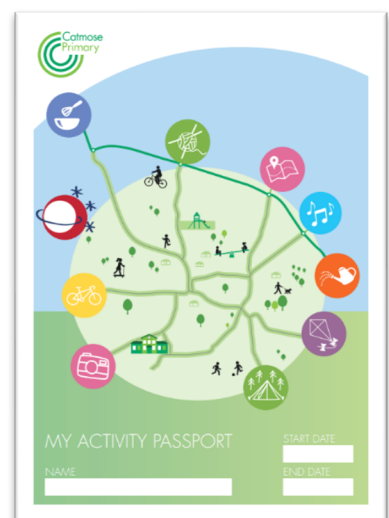 Catmose
Primary
MY ACTIVITY PASSPORT
START DATE
NAME
END DATE